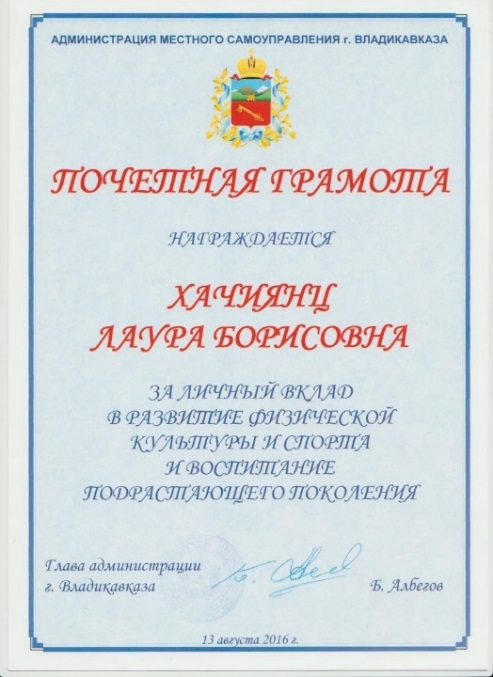 АДМИНИСТРАЦИЯ МЕСТНОГО САМОУПРАВЛЕНИЯ г. ВЛАДИКАВКАЗА
ПОЧЕТНАЯ ГРАМОТА
НАГРАЖДАЕТСЯ
ХАЧИЯНЦ
ЛАУРА БОРИСОВНА
ЗА ЛИЧНЫЙ ВКЛАД
В РАЗВИТИЕ ФИЗИЧЕСКОЙ
КУЛЬТУРЫ И СПОРТА
И ВОСПИТАНИЕ
ПОДРАСТАЮЩЕГО ПОКОЛЕНИЯ
Глава администрации
г. Владикавказа
Б. Албегов
13 августа 2016 г.